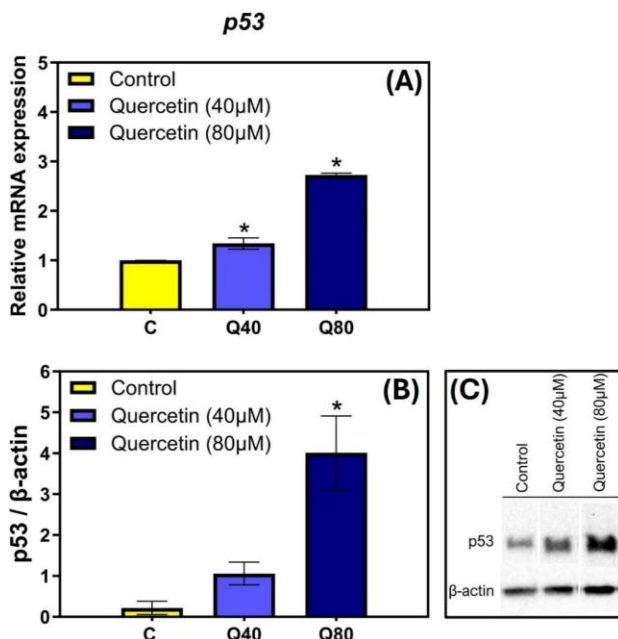 p53
(A)
Relative mRNA expression
5
4
3
2
1
0
Control
Quercetin (40µM)
Quercetin (80µM)
*
*
C Q40 Q80
(B)
p53 / β-actin
6
5
4
3
2
1
0
Control
Quercetin (40µM)
Quercetin (80µM)
*
C Q40 Q80
(C)
Control
Quercetin (40µM)
Quercetin (80µM)
p53
β-actin